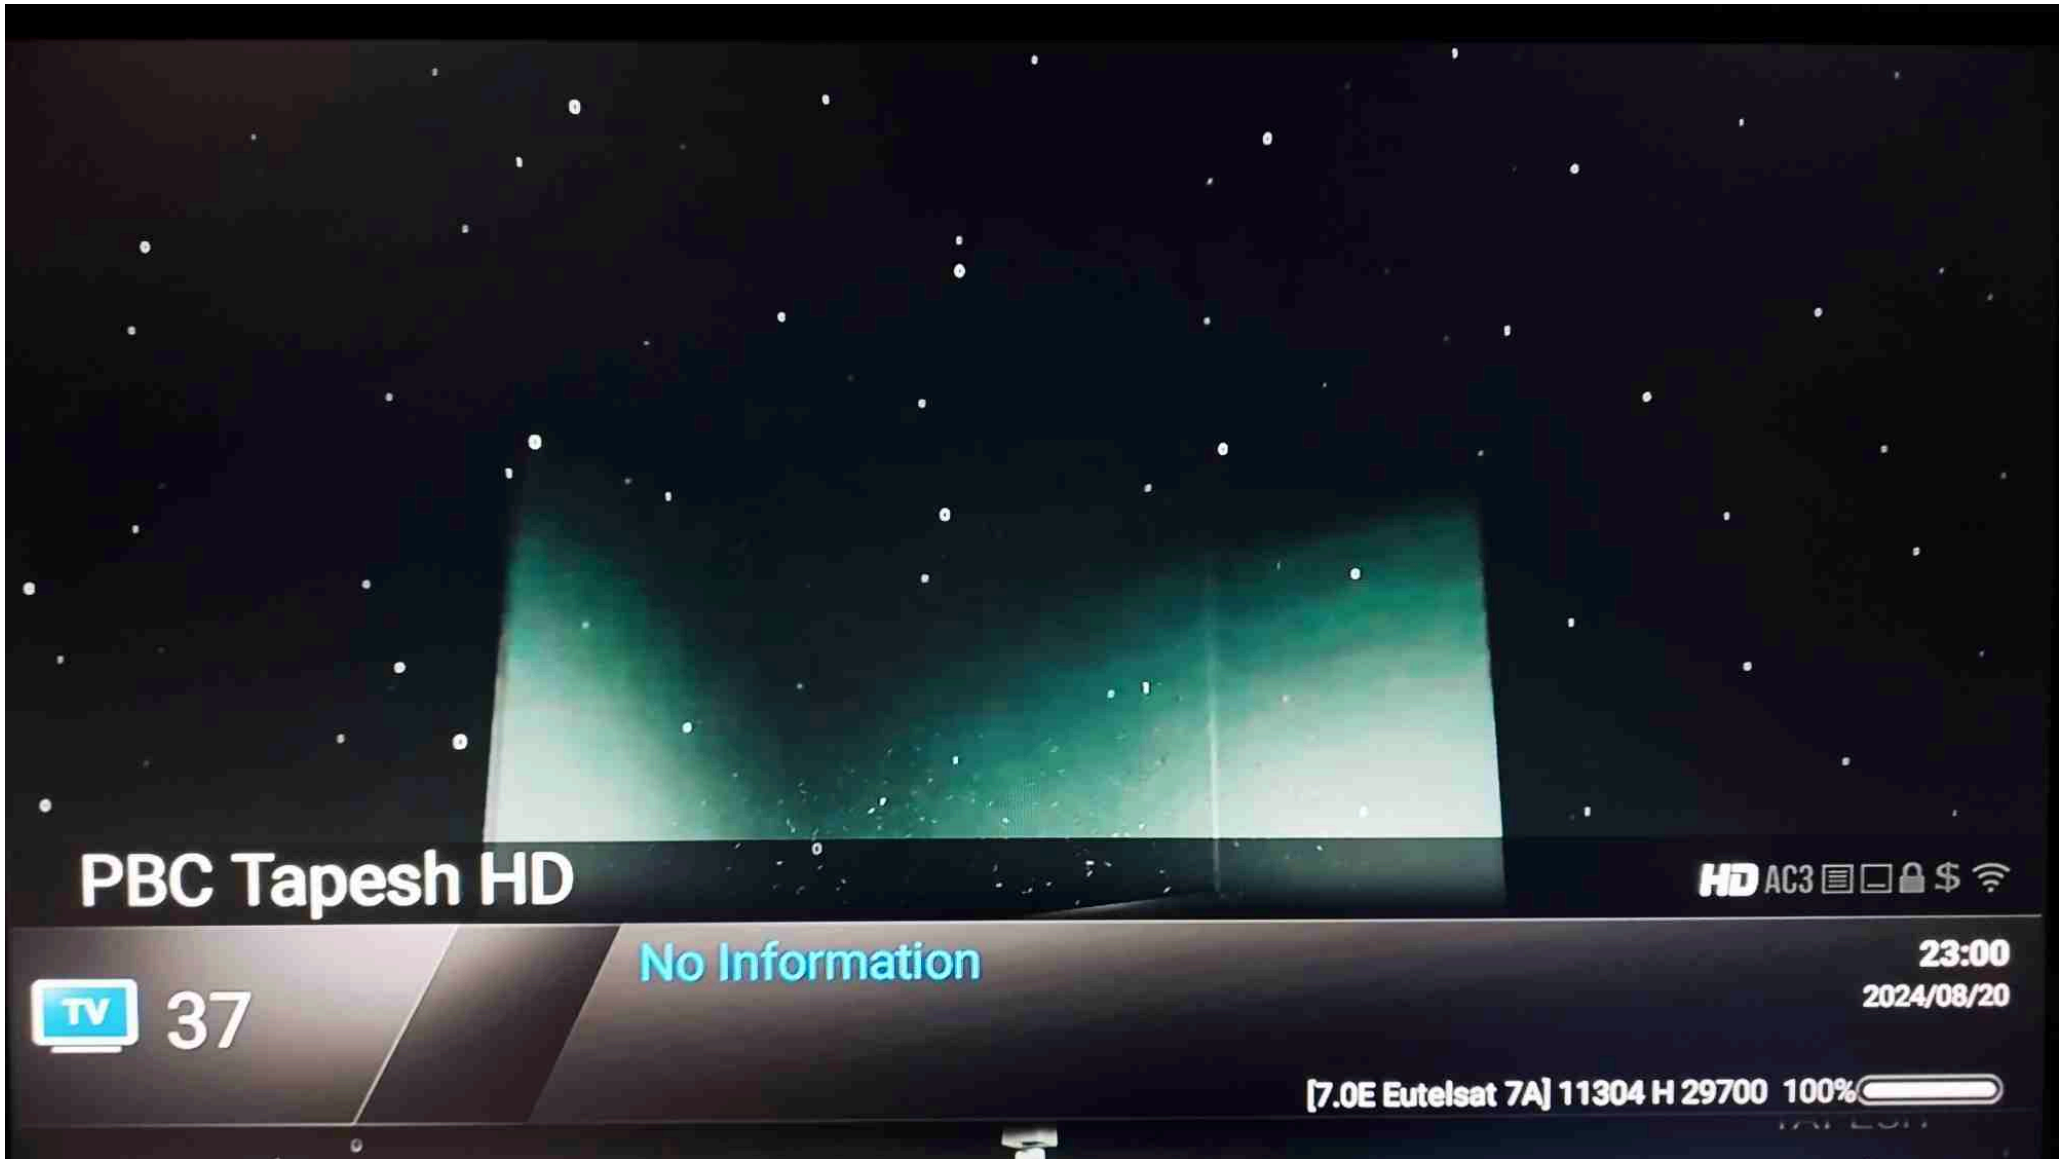 PBC Tapesh HD
HD AC3 $
TV 37
No Information
23:00
2024/08/20
[7.0E Eutelsat 7A] 11304 H 29700 100%
TAPESH